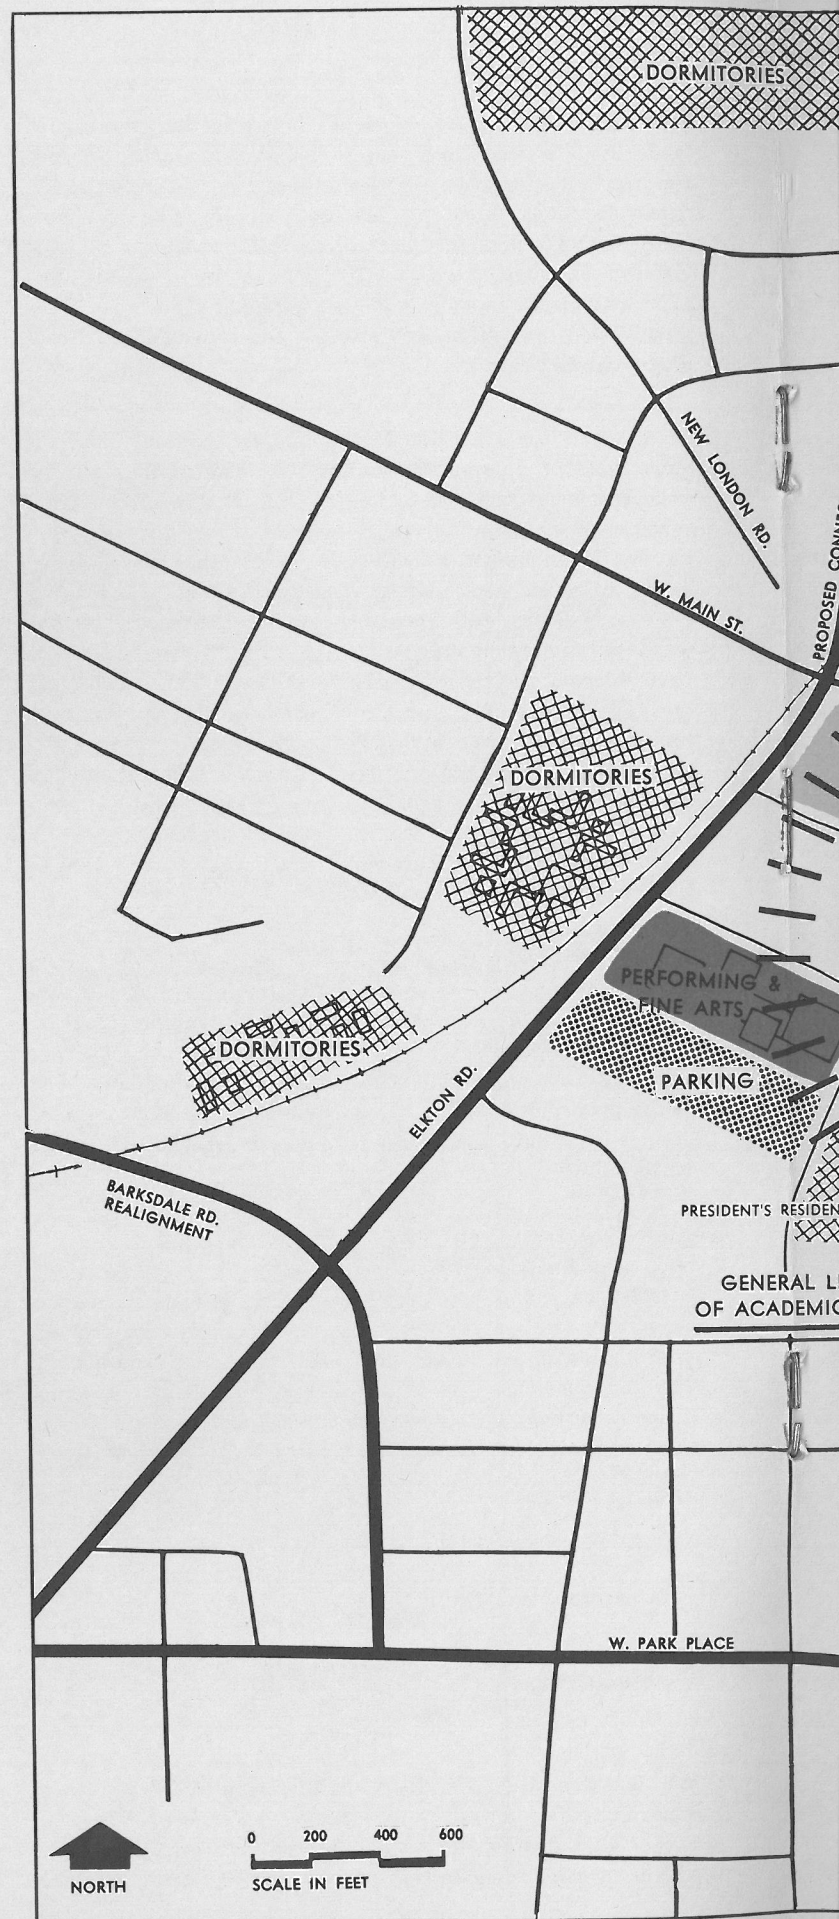 DORMITORIES
NEW LONDON RD.
PROPOSED
W. MAIN ST.
DORMITORIES
PERFORMING &
FINE ARTS
DORMITORIES
PARKING
ELKTON RD.
BARKSDALE RD.
REALIGNMENT
PRESIDENT'S
GENERAL
OF
W. PARK PLACE
0 200 400 600
SCALE IN FEET
NORTH